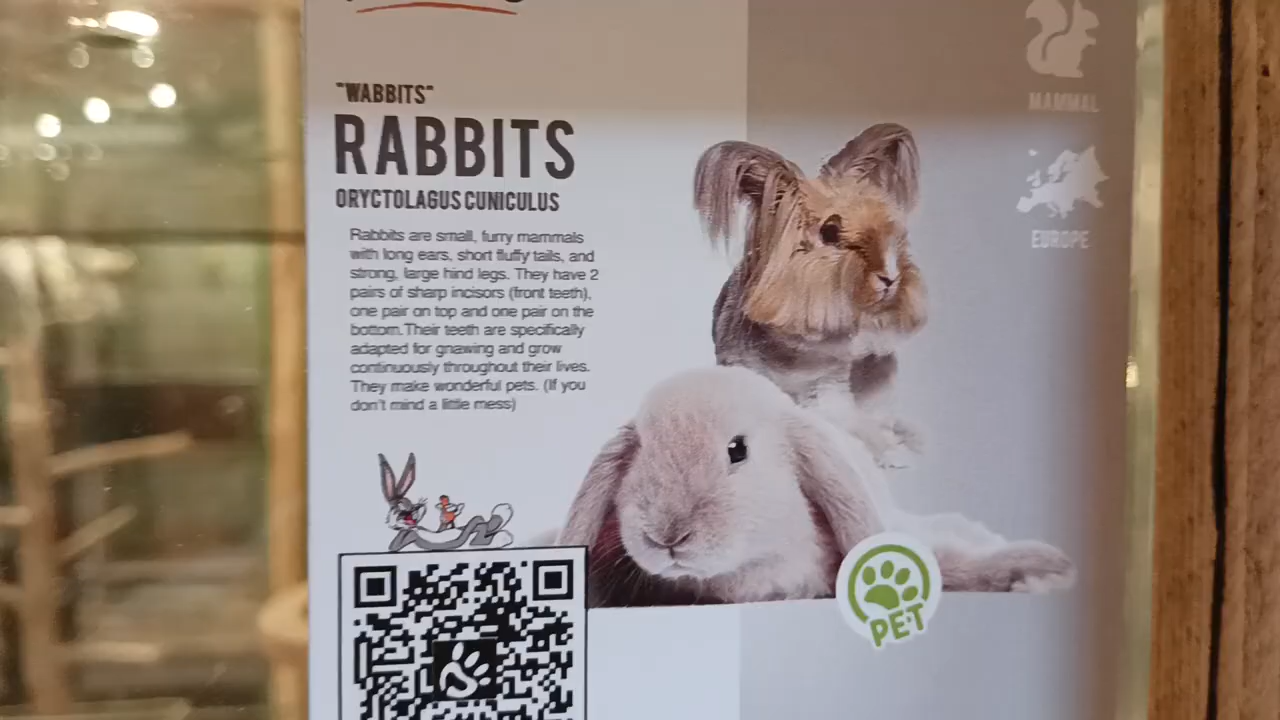 "WABBITS"
RABBITS
ORYCTOLAGUS CUNICULUS
Rabbits are small, furry mammals
with long ears, short fluffy tails, and
strong, large hind legs. They have 2
pairs of sharp incisors (front teeth),
one pair on top and one pair on the
bottom.Their teeth are specifically
adapted for gnawing and grow
continuously throughout their lives.
They make wonderful pets. (If you
don't mind a little mess)
MAMMAL
EUROPE
PET